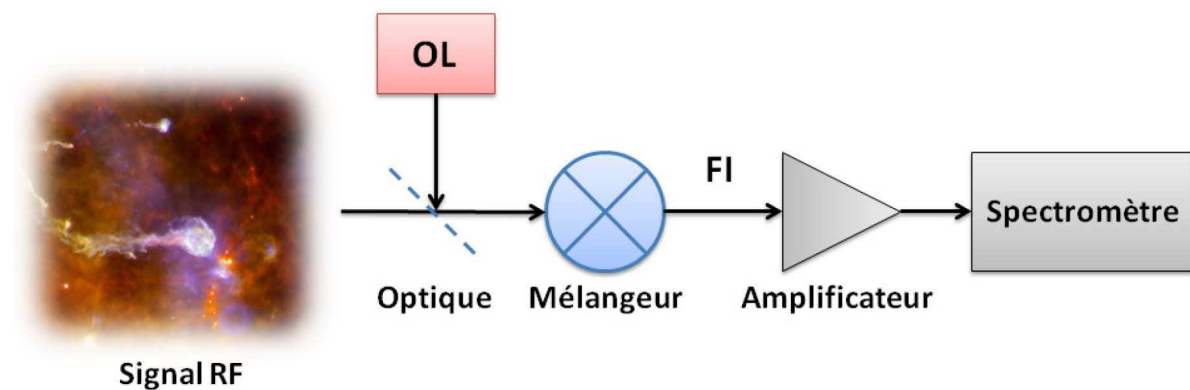 OL
FI
Spectromètre
Optique
Mélangeur
Amplificateur
Signal RF